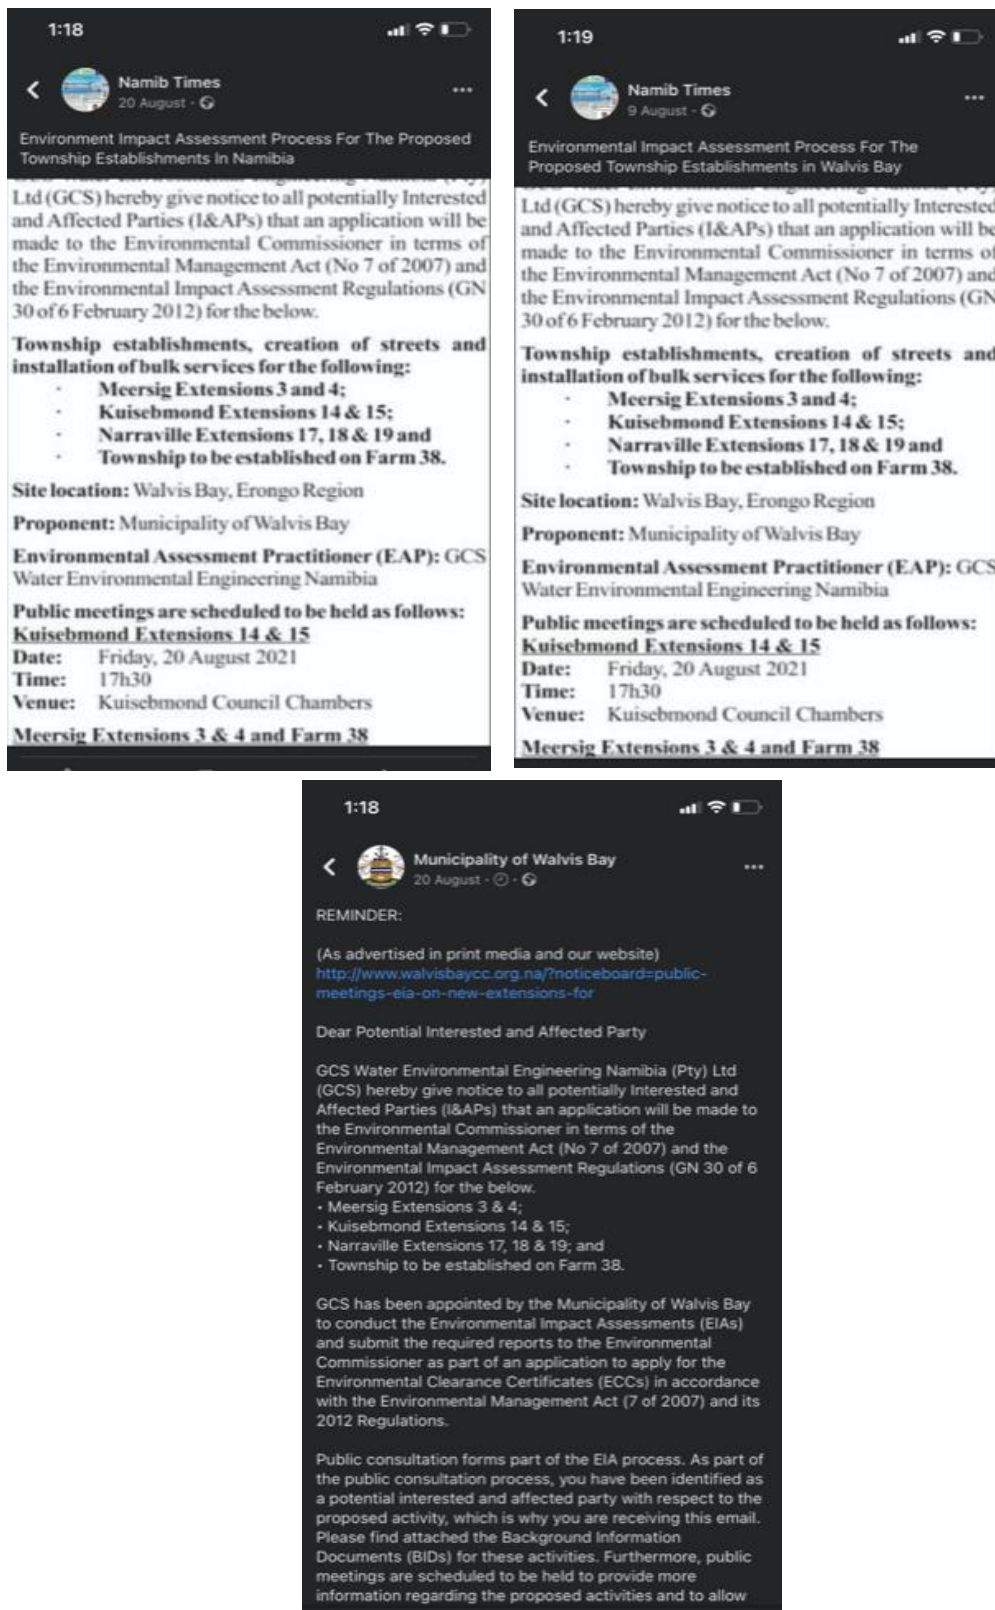 1:18
Namib Times
20 August
Environment Impact Assessment Process For The Proposed
Township Establishments In Namibia
Ltd (GCS) hereby give notice to all potentially Interested
and Affected Parties (I&APs) that an application will be
made to the Environmental Commissioner in terms of
the Environmental Management Act (No 7 of 2007) and
the Environmental Impact Assessment Regulations (GN
30 of 6 February 2012) for the below.
Township establishments, creation of streets and
installation of bulk services for the following:
· Meersig Extensions 3 and 4;
· Kuisebmond Extensions 14 & 15;
· Narraville Extensions 17, 18 & 19 and
· Township to be established on Farm 38.
Site location: Walvis Bay, Erongo Region
Proponent: Municipality of Walvis Bay
Environmental Assessment Practitioner (EAP): GCS
Water Environmental Engineering Namibia
Public meetings are scheduled to be held as follows:
Kuisebmond Extensions 14 & 15
Date: Friday, 20 August 2021
Time: 17h30
Venue: Kuisebmond Council Chambers
Meersig Extensions 3 & 4 and Farm 38
1:19
Namib Times
9 August
Environmental Impact Assessment Process For The
Proposed Township Establishments in Walvis Bay
Ltd (GCS) hereby give notice to all potentially Interested
and Affected Parties (I&APs) that an application will be
made to the Environmental Commissioner in terms of
the Environmental Management Act (No 7 of 2007) and
the Environmental Impact Assessment Regulations (GN
30 of 6 February 2012) for the below.
Township establishments, creation of streets and
installation of bulk services for the following:
· Meersig Extensions 3 and 4;
· Kuisebmond Extensions 14 & 15;
· Narraville Extensions 17, 18 & 19 and
· Township to be established on Farm 38.
Site location: Walvis Bay, Erongo Region
Proponent: Municipality of Walvis Bay
Environmental Assessment Practitioner (EAP): GCS
Water Environmental Engineering Namibia
Public meetings are scheduled to be held as follows:
Kuisebmond Extensions 14 & 15
Date: Friday, 20 August 2021
Time: 17h30
Venue: Kuisebmond Council Chambers
Meersig Extensions 3 & 4 and Farm 38
1:18
Municipality of Walvis Bay
20 August
REMINDER:
(As advertised in print media and our website)
http://www.walvisbaycc.org.na/?noticeboard=public-
meetings-eia-on-new-extensions-for
Dear Potential Interested and Affected Party
GCS Water Environmental Engineering Namibia (Pty) Ltd
(GCS) hereby give notice to all potentially Interested and
Affected Parties (I&APs) that an application will be made to
the Environmental Commissioner in terms of the
Environmental Management Act (No 7 of 2007) and the
Environmental Impact Assessment Regulations (GN 30 of 6
February 2012) for the below.
• Meersig Extensions 3 & 4;
• Kuisebmond Extensions 14 & 15;
• Narraville Extensions 17, 18 & 19; and
• Township to be established on Farm 38.
GCS has been appointed by the Municipality of Walvis Bay
to conduct the Environmental Impact Assessments (EIAs)
and submit the required reports to the Environmental
Commissioner as part of an application to apply for the
Environmental Clearance Certificates (ECCs) in accordance
with the Environmental Management Act (7 of 2007) and its
2012 Regulations.
Public consultation forms part of the EIA process. As part of
the public consultation process, you have been identified as
a potential interested and affected party with respect to the
proposed activity, which is why you are receiving this email.
Please find attached the Background Information
Documents (BIDs) for these activities. Furthermore, public
meetings are scheduled to be held to provide more
information regarding the proposed activities and to allow